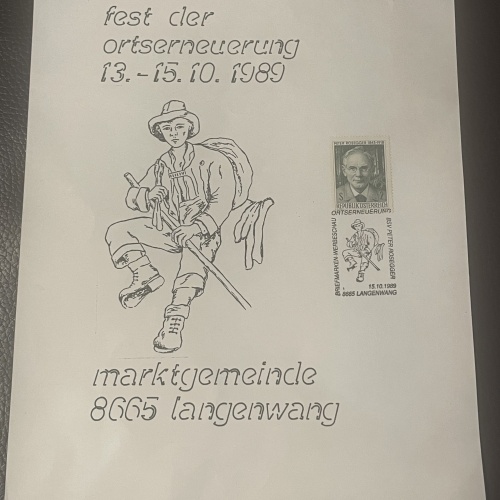 fest der
ortserneuerung
13.-15.10. 1989
PETER ROSEGGER 1843-1918
REPUBLIK ÖSTERREICH
BRIEFMARKEN-WERBESCHAU ORTSERNEUERUNG
BSV PETER ROSEGGER
15.10.1989
8665 LANGENWANG
marktgemeinde
8665 langenwang